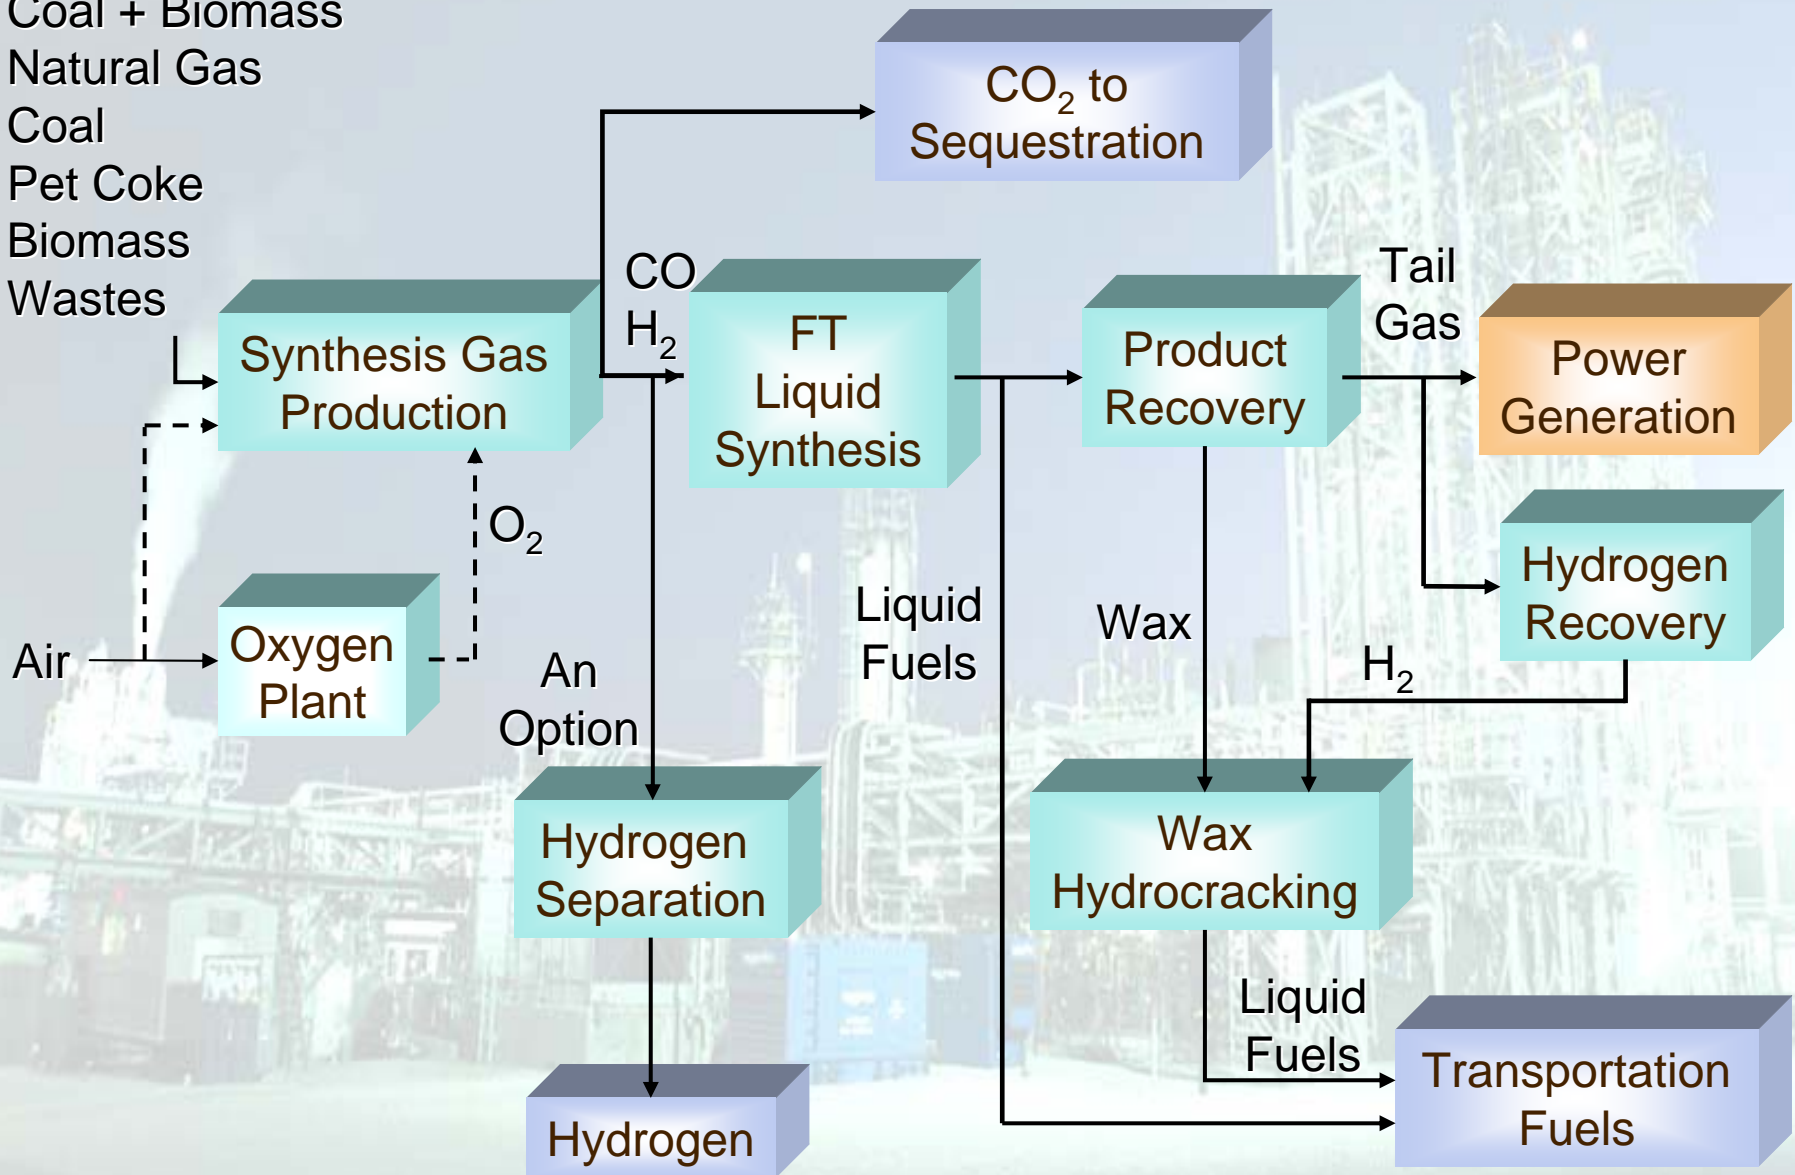 Coal + Biomass
Natural Gas
Coal
Pet Coke
Biomass
Wastes
CO₂ to
Sequestration
CO
H₂
Synthesis Gas
Production
FT
Liquid
Synthesis
Product
Recovery
Tail
Gas
Power
Generation
O₂
Hydrogen
Recovery
Air
Oxygen
Plant
An
Option
Liquid
Fuels
Wax
H₂
Hydrogen
Separation
Wax
Hydrocracking
Liquid
Fuels
Transportation
Fuels
Hydrogen